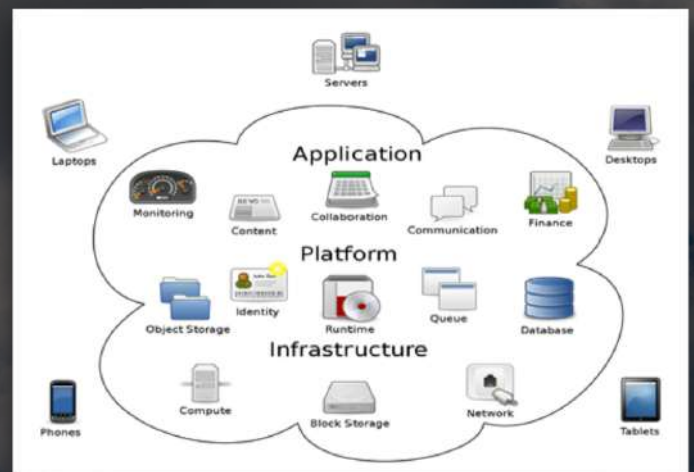 Servers
Laptops
Desktops
Application
Monitoring
Content
Collaboration
Communication
Finance
Platform
Object Storage
Identity
Runtime
Queue
Database
Infrastructure
Compute
Block Storage
Network
Phones
Tablets